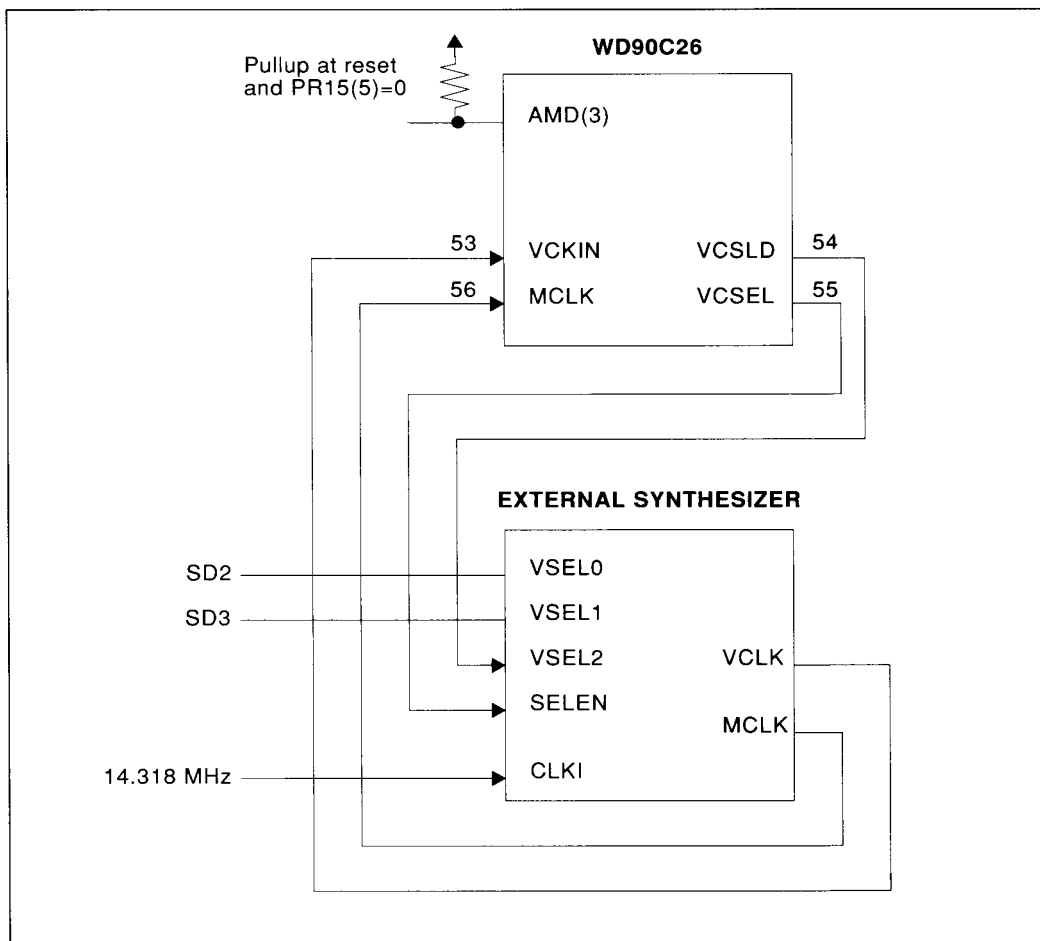 WD90C26
Pullup at reset
and PR15(5)=0
AMD(3)
53 VCKIN VCSLD 54
56 MCLK VCSEL 55
EXTERNAL SYNTHESIZER
SD2 VSEL0
SD3 VSEL1
VSEL2 VCLK
SELEN
MCLK
14.318 MHz CLKI